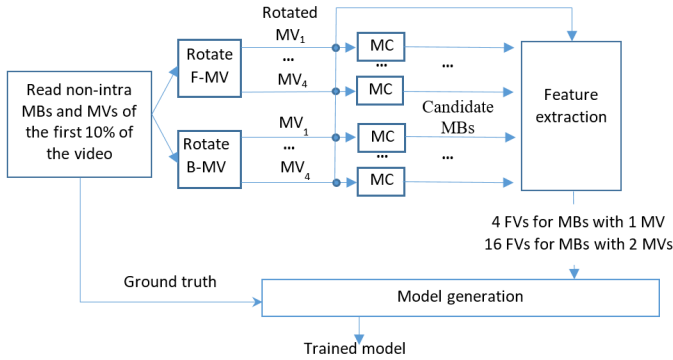 Rotated
MV1
...
MV4
MV1
...
MV4
Rotate
F-MV
Rotate
B-MV
Read non-intra
MBs and MVs of
the first 10% of
the video
MC
...
MC
MC
...
MC
...
Candidate
MBs
...
Feature
extraction
4 FVs for MBs with 1 MV
16 FVs for MBs with 2 MVs
Ground truth
Model generation
Trained model